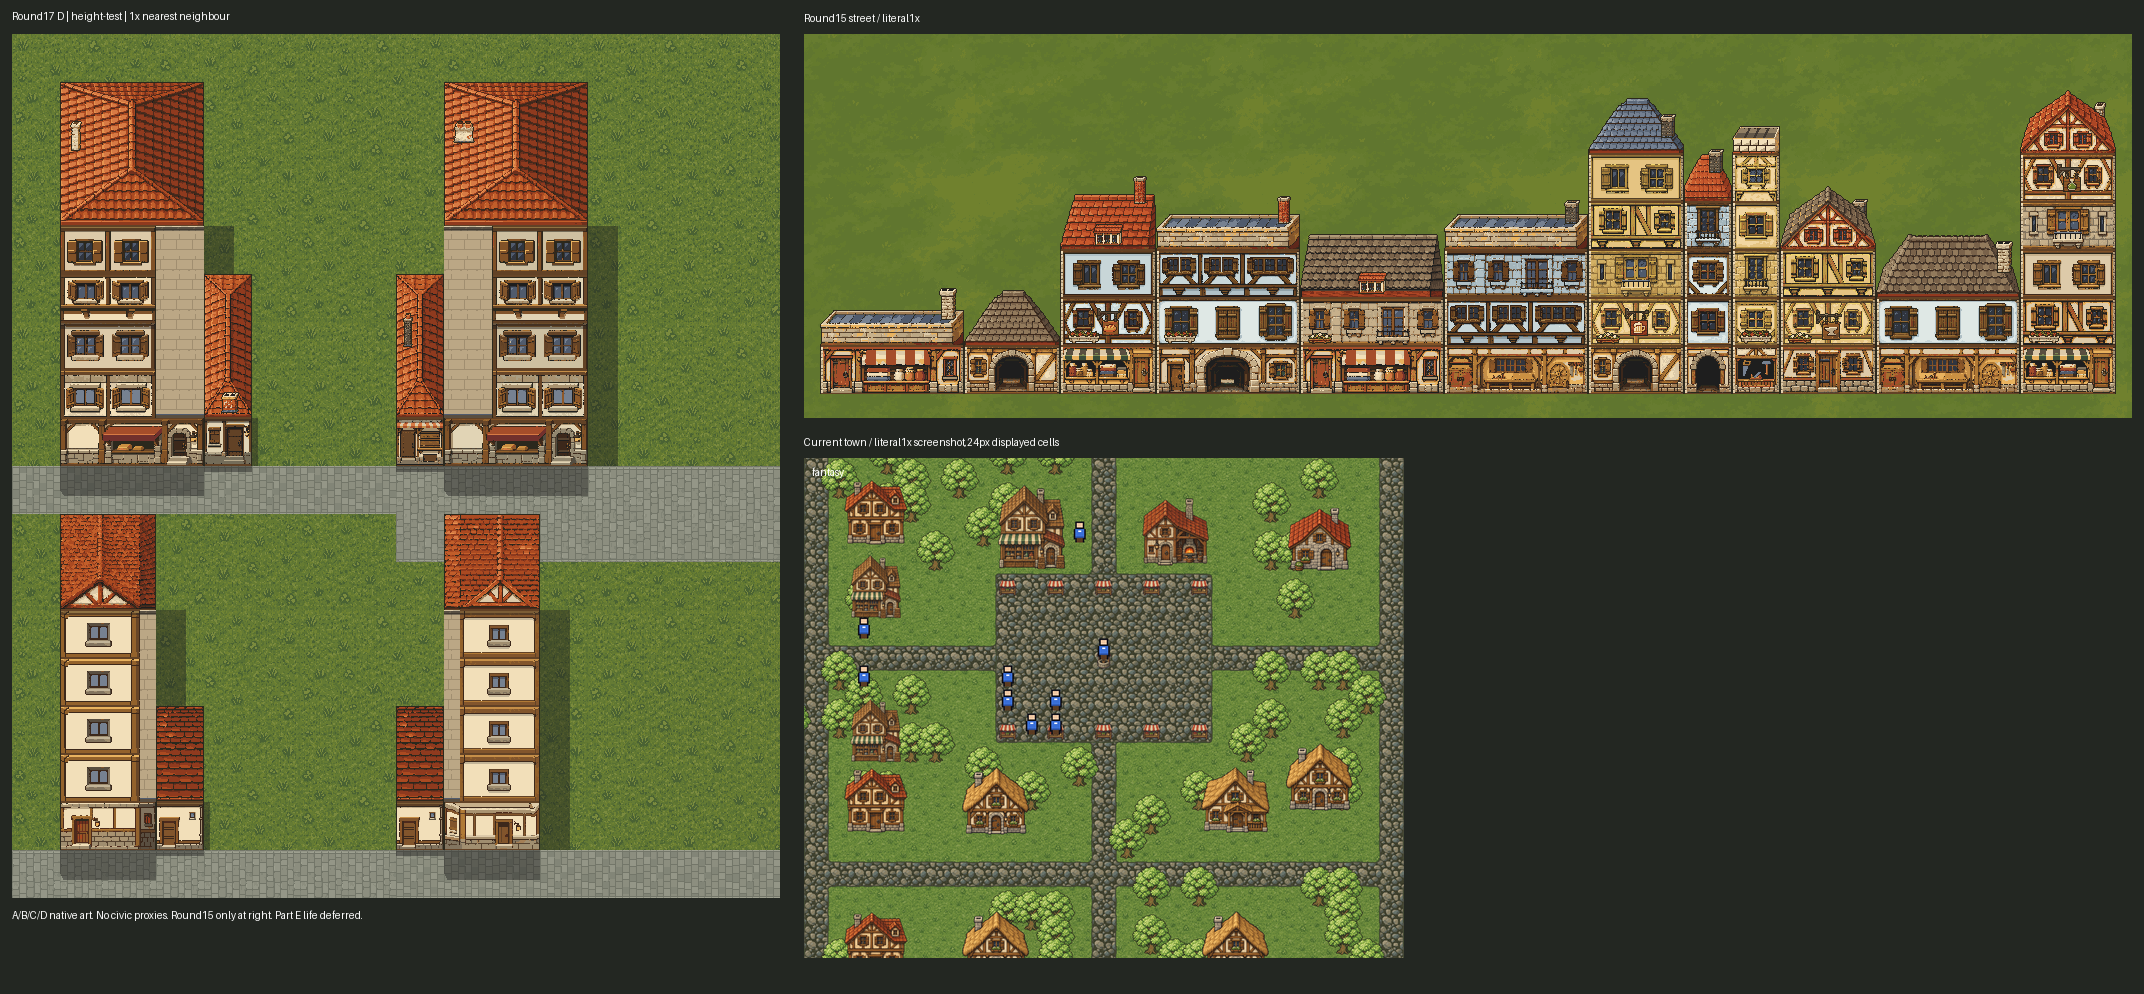 Round17 D | height-test | 1x nearest neighbour
Round15 street / literal 1x
Current town / literal 1x screenshot, 24px displayed cells
fantasy
A/B/C/D native art. No civic proxies. Round15 only at right. Part E life deferred.